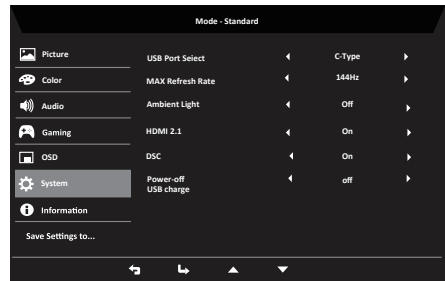 Mode - Standard
Picture
Color
Audio
Gaming
OSD
System
Information
Save Settings to...
USB Port Seiect C-Type
MAX Refresh Rate 144Hz
Ambient Light Off
HDMI 2.1 On
DSC On
Power-off off
USB charge